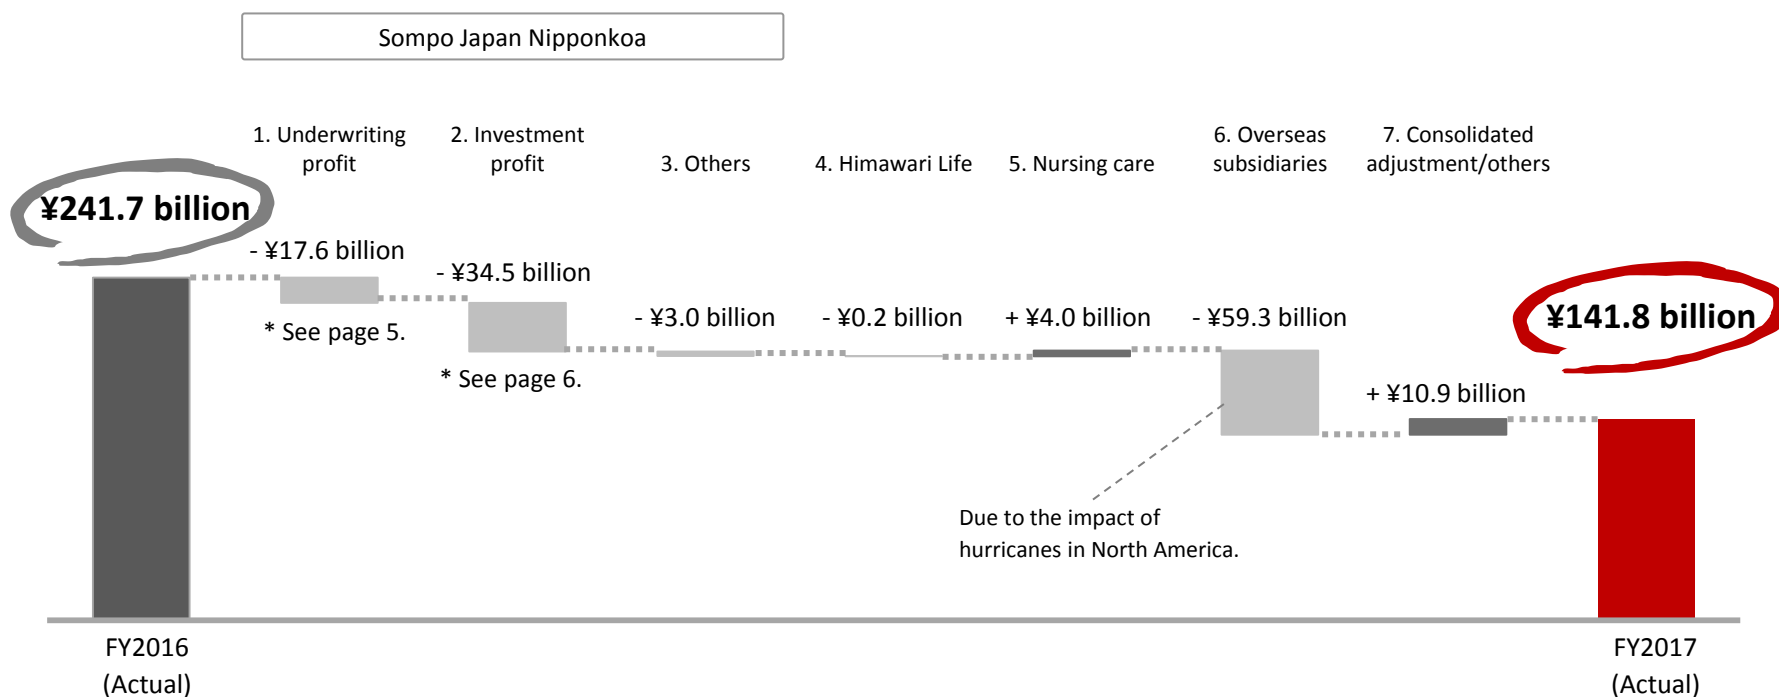 Sompo Japan Nipponkoa
1. Underwriting
profit
2. Investment
profit
3. Others
4. Himawari Life
5. Nursing care
6. Overseas
subsidiaries
7. Consolidated
adjustment/others
¥241.7 billion
- ¥17.6 billion
* See page 5.
- ¥34.5 billion
* See page 6.
- ¥3.0 billion
- ¥0.2 billion
+ ¥4.0 billion
- ¥59.3 billion
Due to the impact of
hurricanes in North America.
+ ¥10.9 billion
¥141.8 billion
FY2016
(Actual)
FY2017
(Actual)